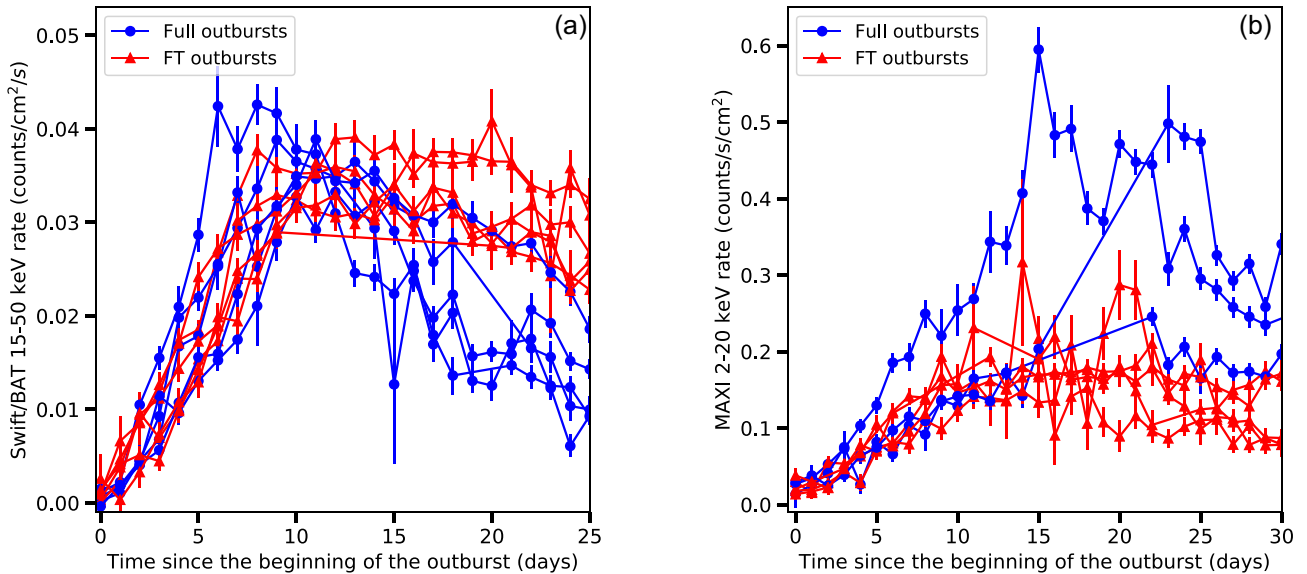 (a)
Full outbursts
FT outbursts
0.05
0.04
0.03
0.02
0.01
0.00
Swift/BAT 15-50 keV rate (counts/cm²/s)
0 5 10 15 20 25
Time since the beginning of the outburst (days)
(b)
Full outbursts
FT outbursts
0.6
0.5
0.4
0.3
0.2
0.1
0.0
MAXI 2-20 keV rate (counts/s/cm²)
0 5 10 15 20 25 30
Time since the beginning of the outburst (days)